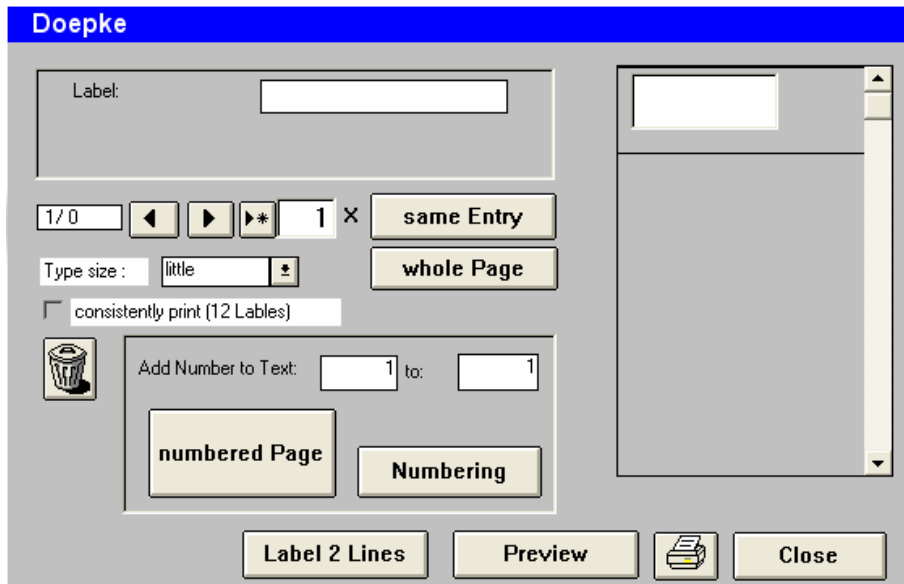 Doepke
Label:
1/ 0
1 X
same Entry
Type size :
little
whole Page
consistently print (12 Lables)
Add Number to Text: 1 to: 1
numbered Page
Numbering
Label 2 Lines
Preview
Close